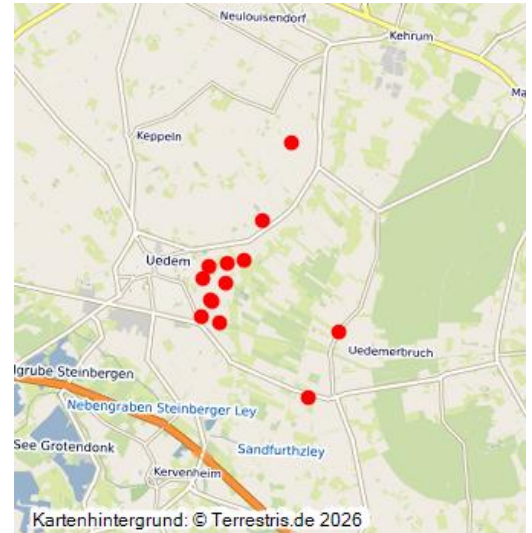 Neulouisendorf
Kehrum
Ma
Keppeln
Uedem
Uedemerbruch
lgrube Steinbergen
Nebengraben Steinberger Ley
See Grotendonk
Sandfurthzley
Kervenheim
Kartenhintergrund: © Terrestris.de 2026